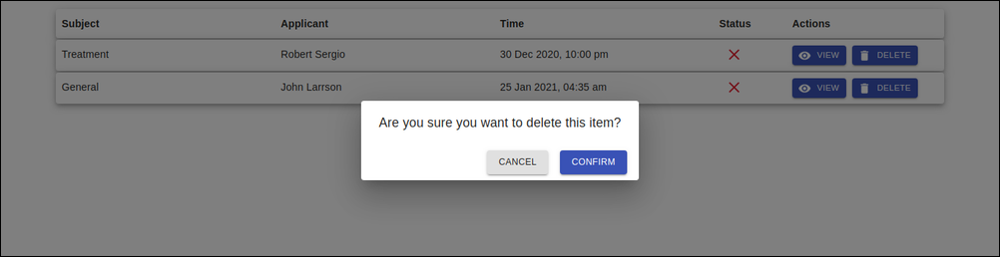 Subject Applicant Time Status Actions
Treatment Robert Sergio 30 Dec 2020, 10:00 pm VIEW DELETE
General John Larrson 25 Jan 2021, 04:35 am VIEW DELETE
Are you sure you want to delete this item?
CANCEL CONFIRM